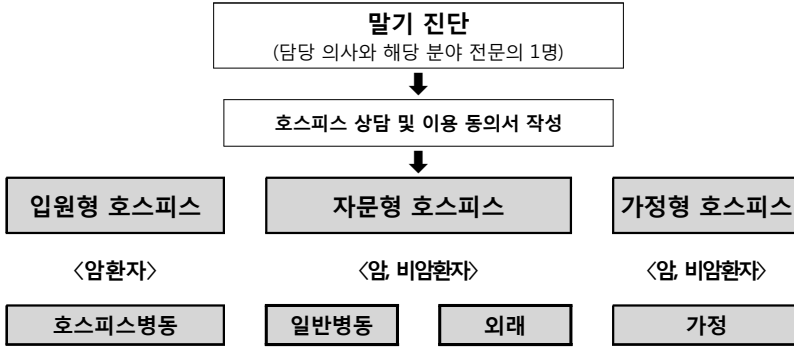 말기 진단
(담당 의사와 해당 분야 전문의 1명)
호스피스 상담 및 이용 동의서 작성
입원형 호스피스
자문형 호스피스
가정형 호스피스
<암환자>
<암, 비암환자>
<암, 비암환자>
호스피스병동
일반병동
외래
가정